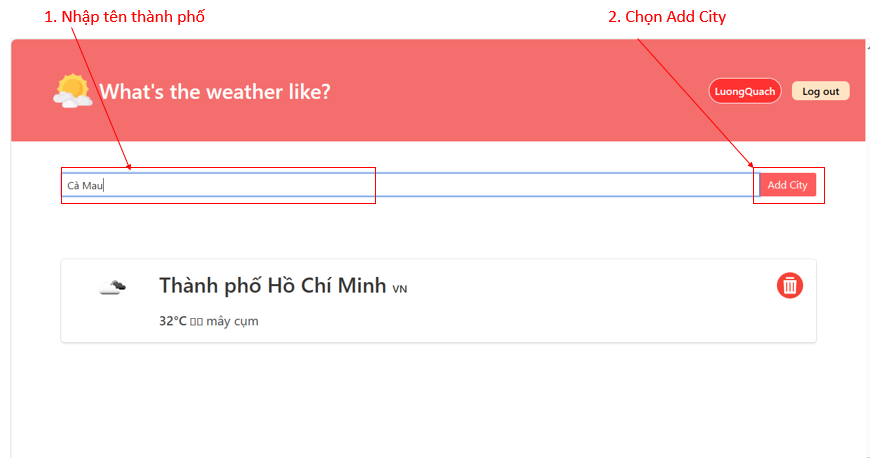 1. Nhập tên thành phố
2. Chọn Add City
What's the weather like?
LuongQuach
Log out
Cà Mau
Add City
Thành phố Hồ Chí Minh VN
32°C ▯▯ mây cụm